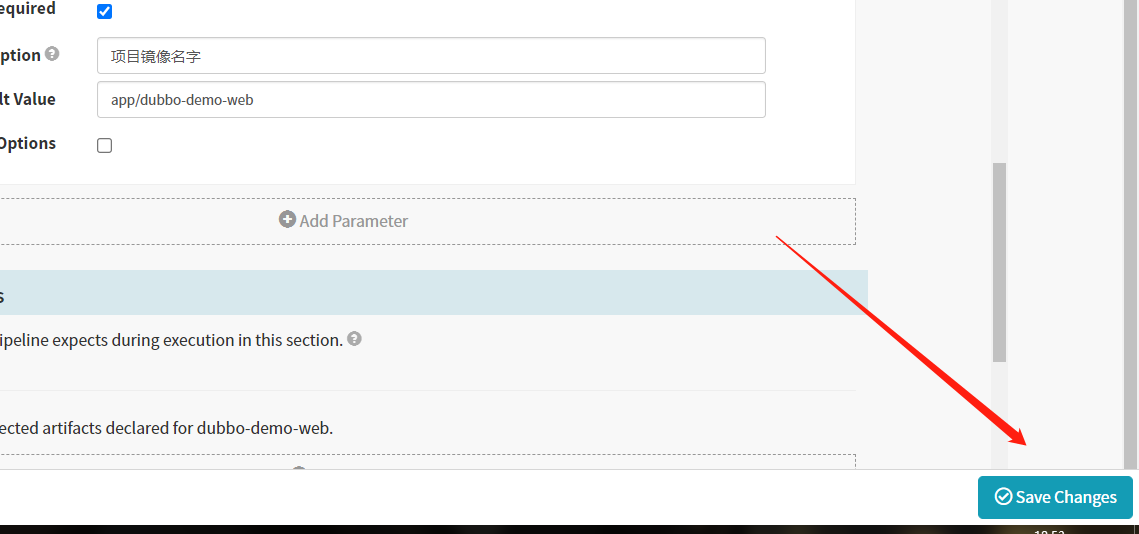 equired
ption
项目镜像名字
lt Value
app/dubbo-demo-web
Options
Add Parameter
s
ipeline expects during execution in this section.
ected artifacts declared for dubbo-demo-web.
Save Changes